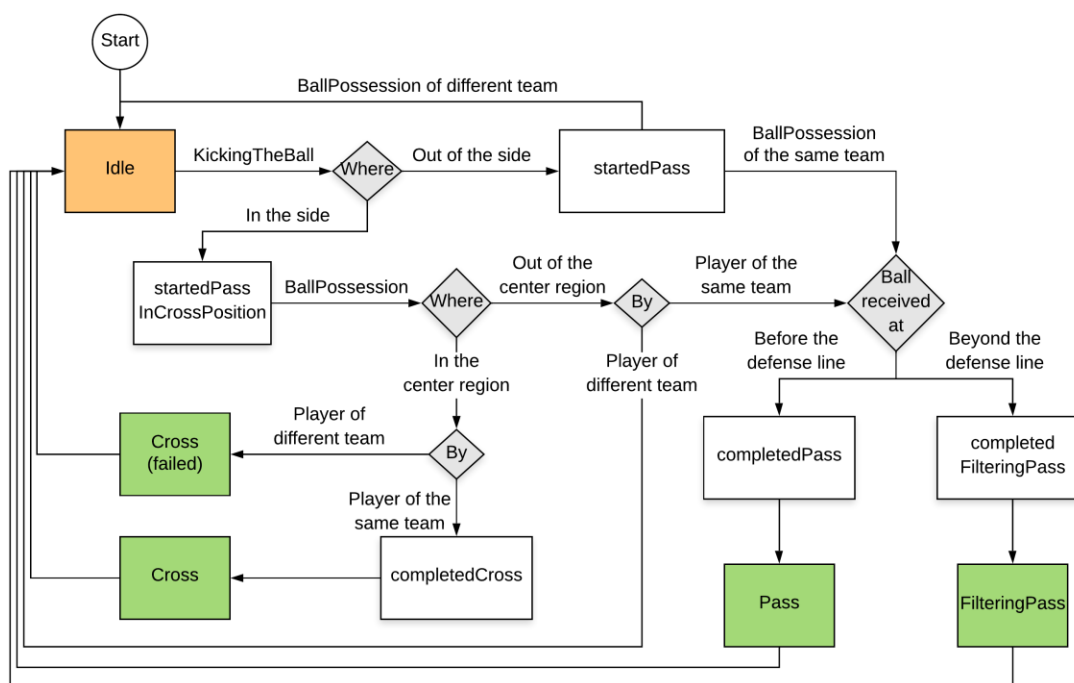 Start
BallPossession of different team
Idle
KickingTheBall
Where
Out of the side
startedPass
BallPossession
of the same team
In the side
startedPass
InCrossPosition
BallPossession
Where
Out of the
center region
By
Player of the
same team
Ball
received
at
In the
center region
Player of
different team
Before the
defense line
Beyond the
defense line
Cross
(failed)
Player of
different team
By
completedPass
completed
FilteringPass
Player of the
same team
Cross
completedCross
Pass
FilteringPass